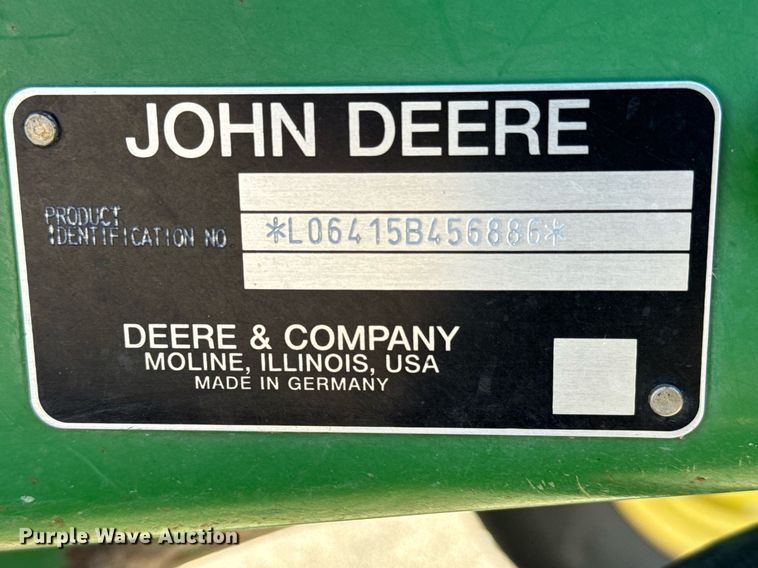 JOHN DEERE
PRODUCT
IDENTIFICATION NO
*L06415B456886*
DEERE & COMPANY
MOLINE, ILLINOIS, USA
MADE IN GERMANY
Purple Wave Auction